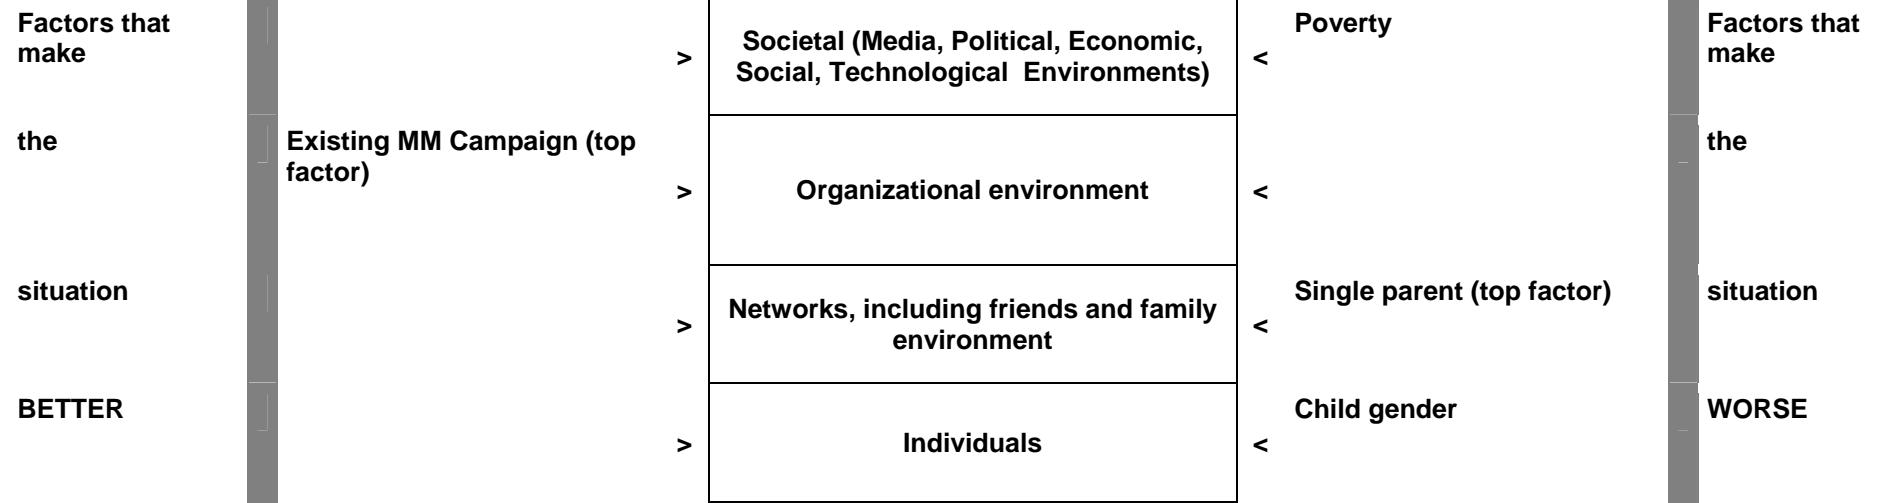 Factors that
make
>
Societal (Media, Political, Economic,
Social, Technological Environments)
<
Poverty
Factors that
make
the
Existing MM Campaign (top
factor)
>
Organizational environment
<
the
situation
>
Networks, including friends and family
environment
<
Single parent (top factor)
situation
BETTER
>
Individuals
<
Child gender
WORSE